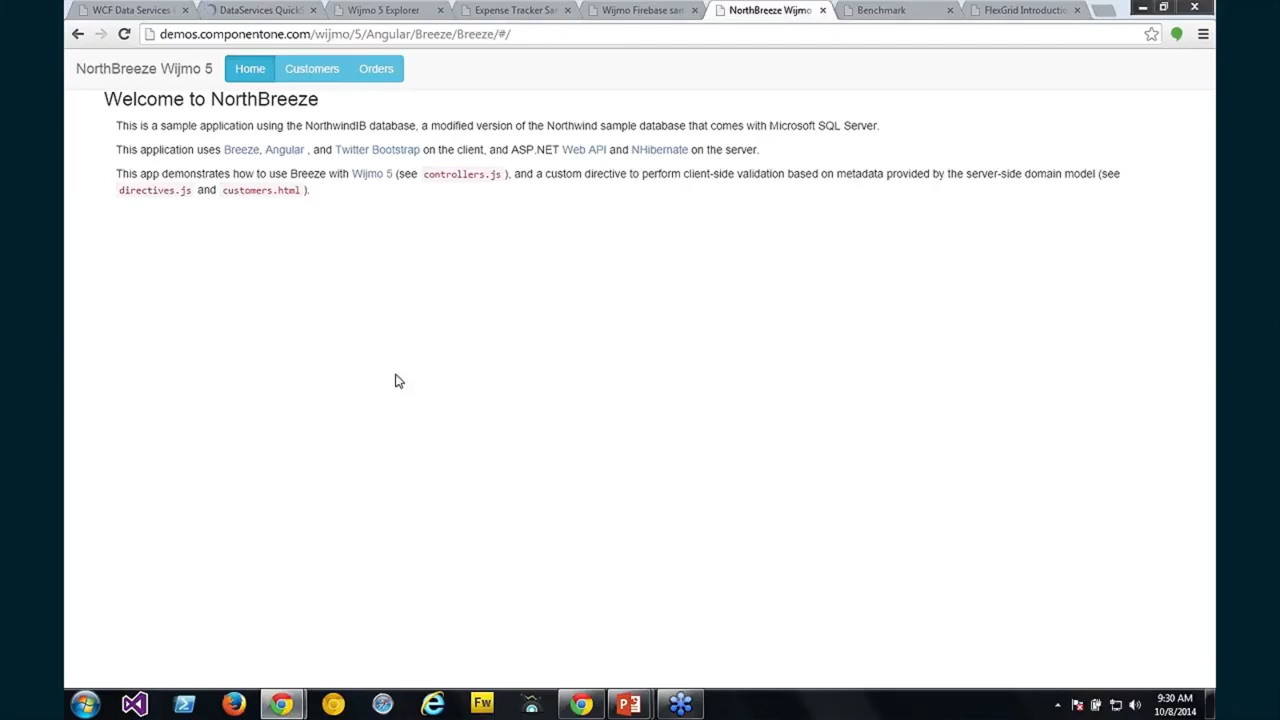 WCF Data Services
DataServices Quick
Wijmo 5 Explorer
Expense Tracker Sa
Wijmo Firebase sam
NorthBreeze Wijmo
Benchmark
FlexGrid Introductio
demos.componentone.com/wijmo/5/Angular/Breeze/Breeze/#/
NorthBreeze Wijmo 5
Home
Customers
Orders
Welcome to NorthBreeze
This is a sample application using the NorthwindIB database, a modified version of the Northwind sample database that comes with Microsoft SQL Server.
This application uses Breeze, Angular , and Twitter Bootstrap on the client, and ASP.NET Web API and NHibernate on the server.
This app demonstrates how to use Breeze with Wijmo 5 (see controllers.js ), and a custom directive to perform client-side validation based on metadata provided by the server-side domain model (see
directives.js and customers.html ).
Fw
9:30 AM
10/8/2014